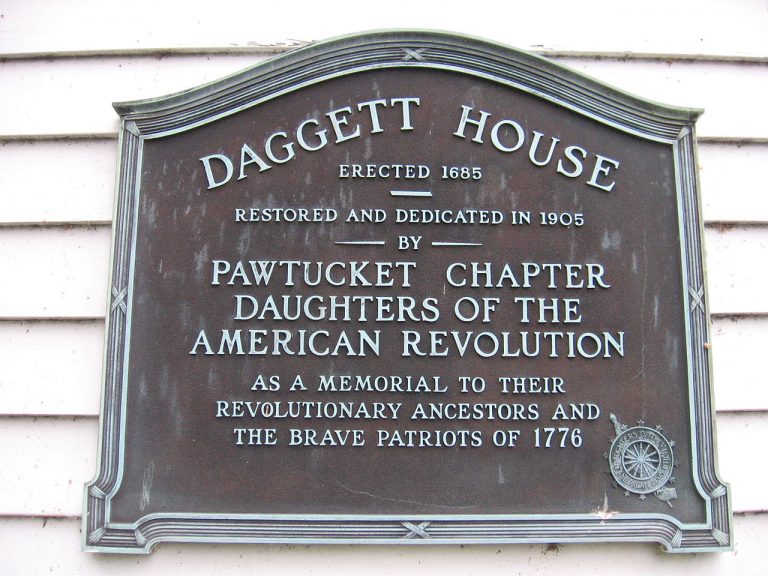 DAGGETT HOUSE
ERECTED 1685
RESTORED AND DEDICATED IN 1905
BY
PAWTUCKET CHAPTER
DAUGHTERS OF THE
AMERICAN REVOLUTION
AS A MEMORIAL TO THEIR
REVOLUTIONARY ANCESTORS AND
THE BRAVE PATRIOTS OF 1776